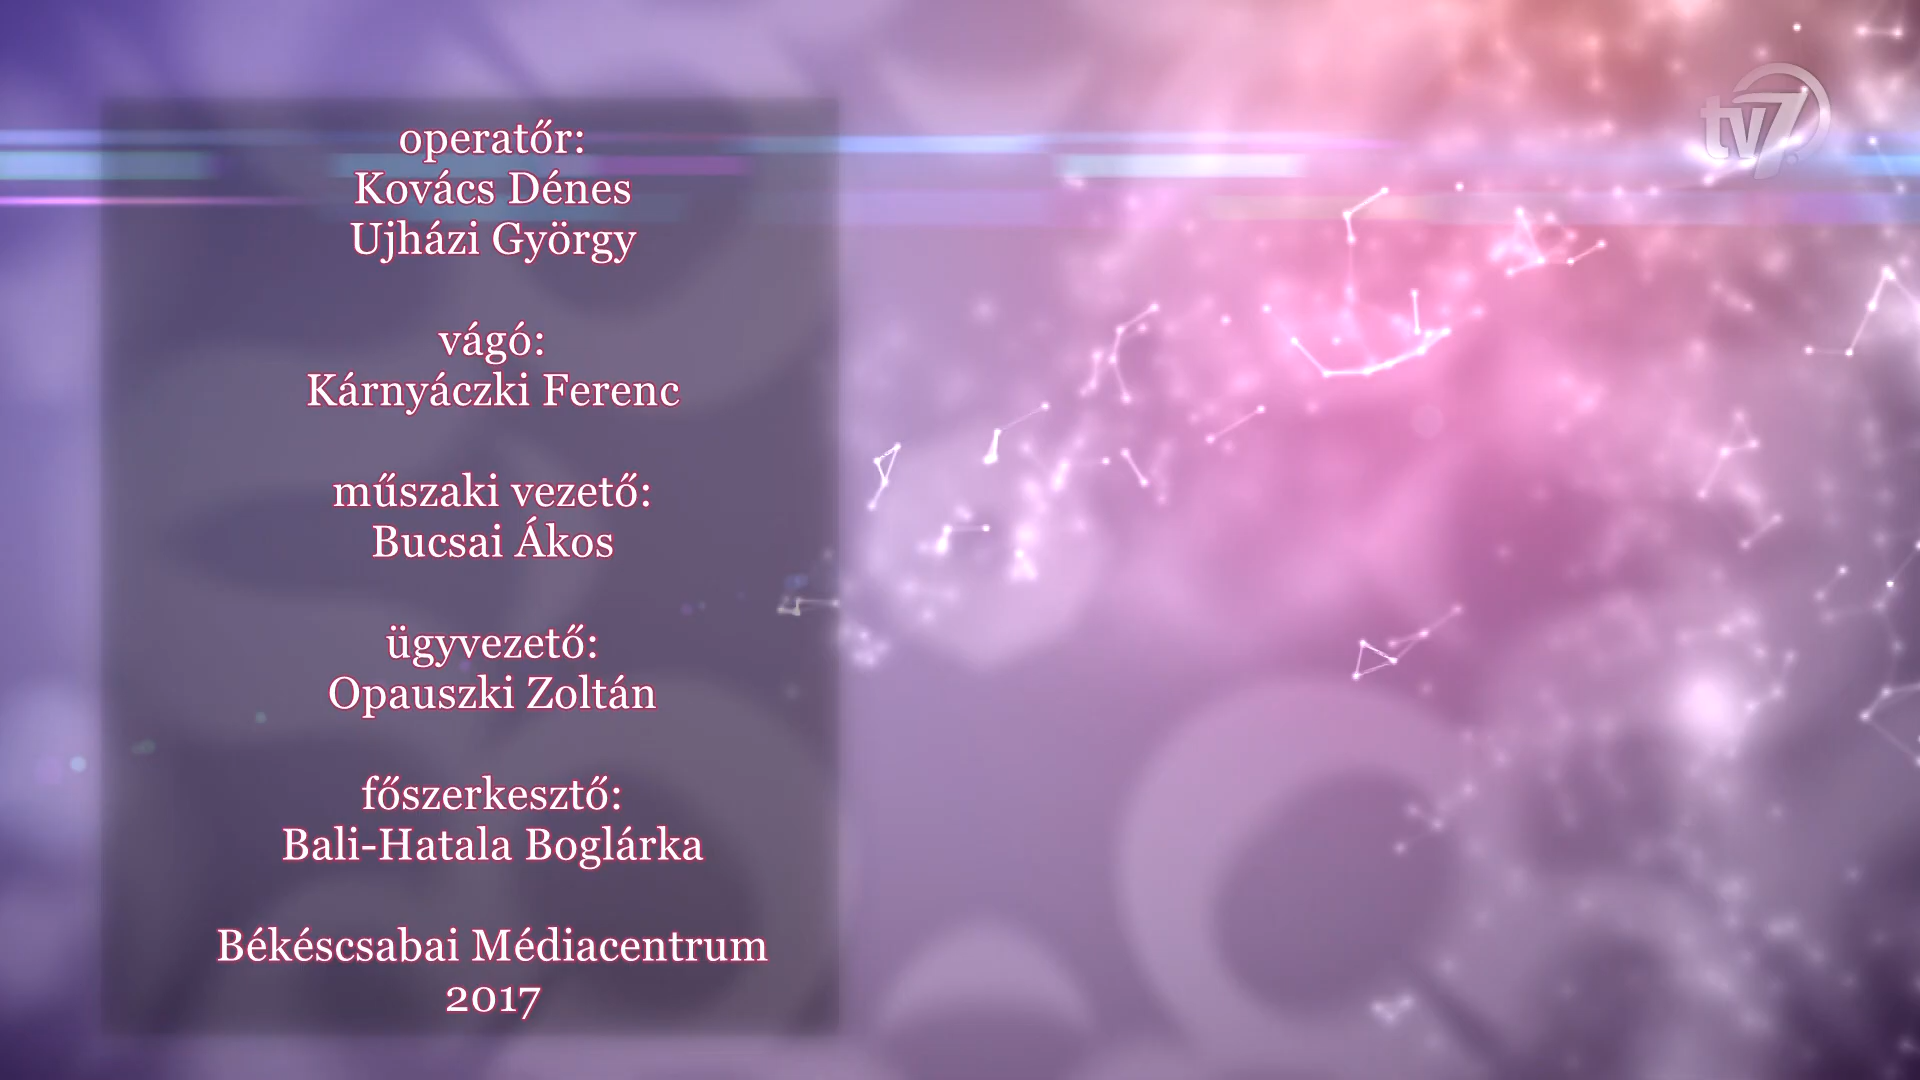 tv7
operatőr:
Kovács Dénes
Ujházi György
vágó:
Kárnyáczki Ferenc
műszaki vezető:
Bucsai Ákos
ügyvezető:
Opauszki Zoltán
főszerkesztő:
Bali-Hatala Boglárka
Békéscsabai Médiacentrum
2017